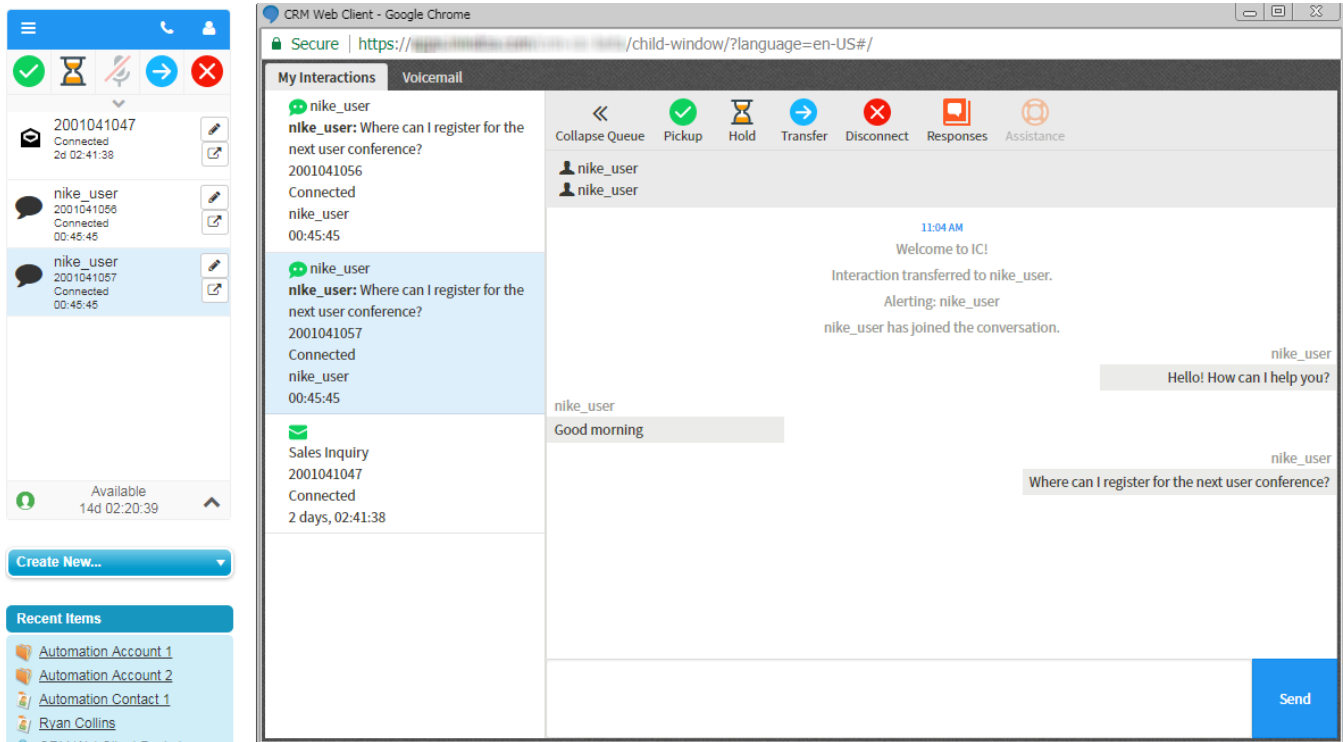 2001041047
Connected
2d 02:41:38
nike_user
2001041056
Connected
00:45:45
nike_user
2001041057
Connected
00:45:45
Available
14d 02:20:39
Create New...
Recent Items
Automation Account 1
Automation Account 2
Automation Contact 1
Ryan Collins
CRM Web Client - Google Chrome
Secure | https:// /child-window/?language=en-US#/
My Interactions Voicemail
nike_user
nike_user: Where can I register for the
next user conference?
2001041056
Connected
nike_user
00:45:45
nike_user
nike_user: Where can I register for the
next user conference?
2001041057
Connected
nike_user
00:45:45
Sales Inquiry
2001041047
Connected
2 days, 02:41:38
Collapse Queue Pickup Hold Transfer Disconnect Responses Assistance
nike_user
nike_user
11:04 AM
Welcome to IC!
Interaction transferred to nike_user.
Alerting: nike_user
nike_user has joined the conversation.
nike_user
Hello! How can I help you?
nike_user
Good morning
nike_user
Where can I register for the next user conference?
Send